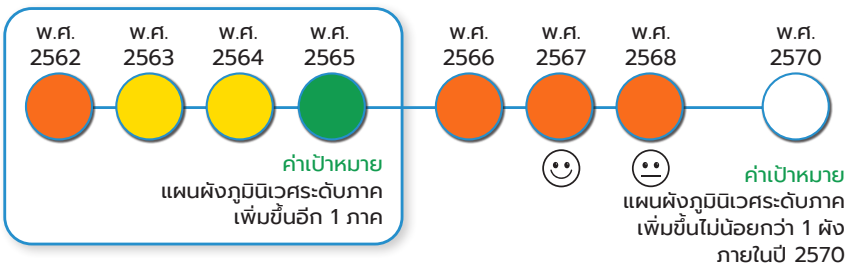 พ.ศ. 2562
พ.ศ. 2563
พ.ศ. 2564
พ.ศ. 2565
พ.ศ. 2566
พ.ศ. 2567
พ.ศ. 2568
พ.ศ. 2570
ค่าเป้าหมาย
แผนผังภูมินิเวศระดับภาค
เพิ่มขึ้นอีก 1 ภาค
ค่าเป้าหมาย
แผนผังภูมินิเวศระดับภาค
เพิ่มขึ้นไม่น้อยกว่า 1 ผัง
ภายในปี 2570